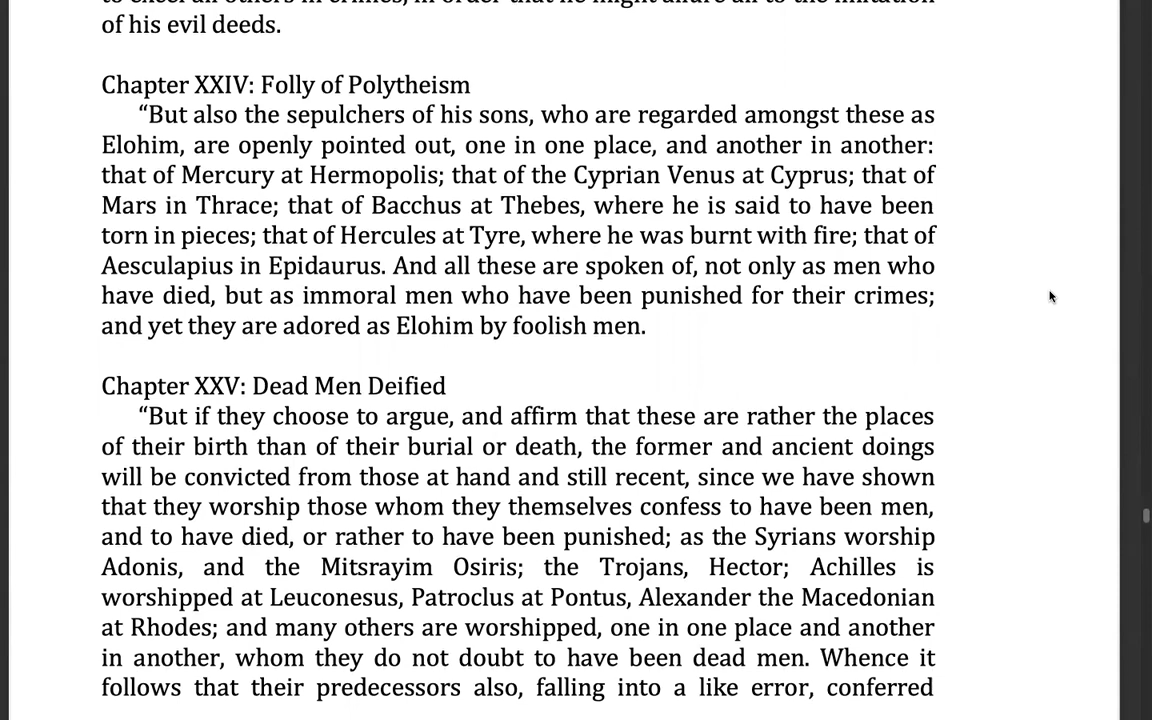 of his evil deeds.
Chapter XXIV: Folly of Polytheism
“But also the sepulchers of his sons, who are regarded amongst these as
Elohim, are openly pointed out, one in one place, and another in another:
that of Mercury at Hermopolis; that of the Cyprian Venus at Cyprus; that of
Mars in Thrace; that of Bacchus at Thebes, where he is said to have been
torn in pieces; that of Hercules at Tyre, where he was burnt with fire; that of
Aesculapius in Epidaurus. And all these are spoken of, not only as men who
have died, but as immoral men who have been punished for their crimes;
and yet they are adored as Elohim by foolish men.
Chapter XXV: Dead Men Deified
“But if they choose to argue, and affirm that these are rather the places
of their birth than of their burial or death, the former and ancient doings
will be convicted from those at hand and still recent, since we have shown
that they worship those whom they themselves confess to have been men,
and to have died, or rather to have been punished; as the Syrians worship
Adonis, and the Mitsrayim Osiris; the Trojans, Hector; Achilles is
worshipped at Leuconesus, Patroclus at Pontus, Alexander the Macedonian
at Rhodes; and many others are worshipped, one in one place and another
in another, whom they do not doubt to have been dead men. Whence it
follows that their predecessors also, falling into a like error, conferred